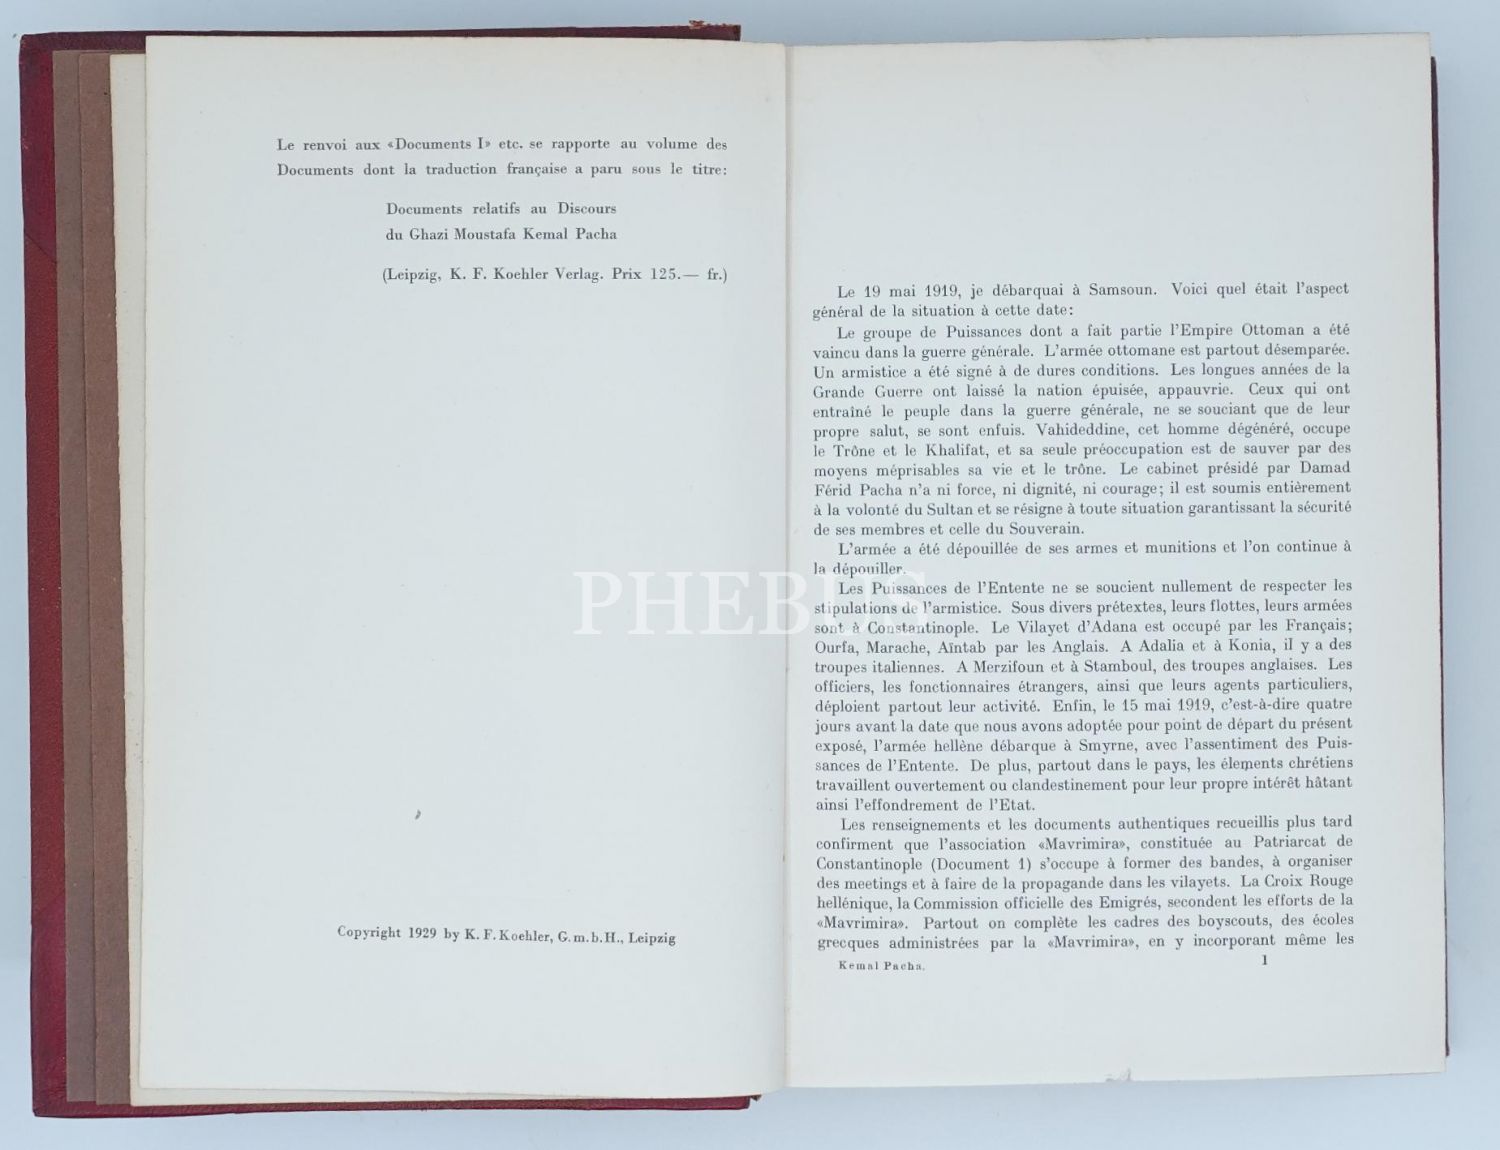 Le renvoi aux «Documents I» etc. se rapporte au volume des
Documents dont la traduction française a paru sous le titre:
Documents relatifs au Discours
du Ghazi Moustafa Kemal Pacha
(Leipzig, K. F. Koehler Verlag. Prix 125.— fr.)
Copyright 1929 by K. F. Koehler, G. m. b. H., Leipzig
Le 19 mai 1919, je débarquai à Samsoun. Voici quel était l'aspect
général de la situation à cette date:
Le groupe de Puissances dont a fait partie l'Empire Ottoman a été
vaincu dans la guerre générale. L'armée ottomane est partout désemparée.
Un armistice a été signé à de dures conditions. Les longues années de la
Grande Guerre ont laissé la nation épuisée, appauvrie. Ceux qui ont
entraîné le peuple dans la guerre générale, ne se souciant que de leur
propre salut, se sont enfuis. Vahideddine, cet homme dégénéré, occupe
le Trône et le Khalifat, et sa seule préoccupation est de sauver par des
moyens méprisables sa vie et le trône. Le cabinet présidé par Damad
Férid Pacha n'a ni force, ni dignité, ni courage; il est soumis entièrement
à la volonté du Sultan et se résigne à toute situation garantissant la sécurité
de ses membres et celle du Souverain.
L'armée a été dépouillée de ses armes et munitions et l'on continue à
la dépouiller.
Les Puissances de l'Entente ne se soucient nullement de respecter les
stipulations de l'armistice. Sous divers prétextes, leurs flottes, leurs armées
sont à Constantinople. Le Vilayet d'Adana est occupé par les Français;
Ourfa, Marache, Aïntab par les Anglais. A Adalia et à Konia, il y a des
troupes italiennes. A Merzifoun et à Stamboul, des troupes anglaises. Les
officiers, les fonctionnaires étrangers, ainsi que leurs agents particuliers,
déploient partout leur activité. Enfin, le 15 mai 1919, c'est-à-dire quatre
jours avant la date que nous avons adoptée pour point de départ du présent
exposé, l'armée hellène débarque à Smyrne, avec l'assentiment des Puis-
sances de l'Entente. De plus, partout dans le pays, les éléments chrétiens
travaillent ouvertement ou clandestinement pour leur propre intérêt hâtant
ainsi l'effondrement de l'Etat.
Les renseignements et les documents authentiques recueillis plus tard
confirment que l'association «Mavrimira», constituée au Patriarcat de
Constantinople (Document 1) s'occupe à former des bandes, à organiser
des meetings et à faire de la propagande dans les vilayets. La Croix Rouge
hellénique, la Commission officielle des Emigrés, secondent les efforts de la
«Mavrimira». Partout on complète les cadres des boyscouts, des écoles
grecques administrées par la «Mavrimira», en y incorporant même les
Kemal Pacha. 1
PHEBUS